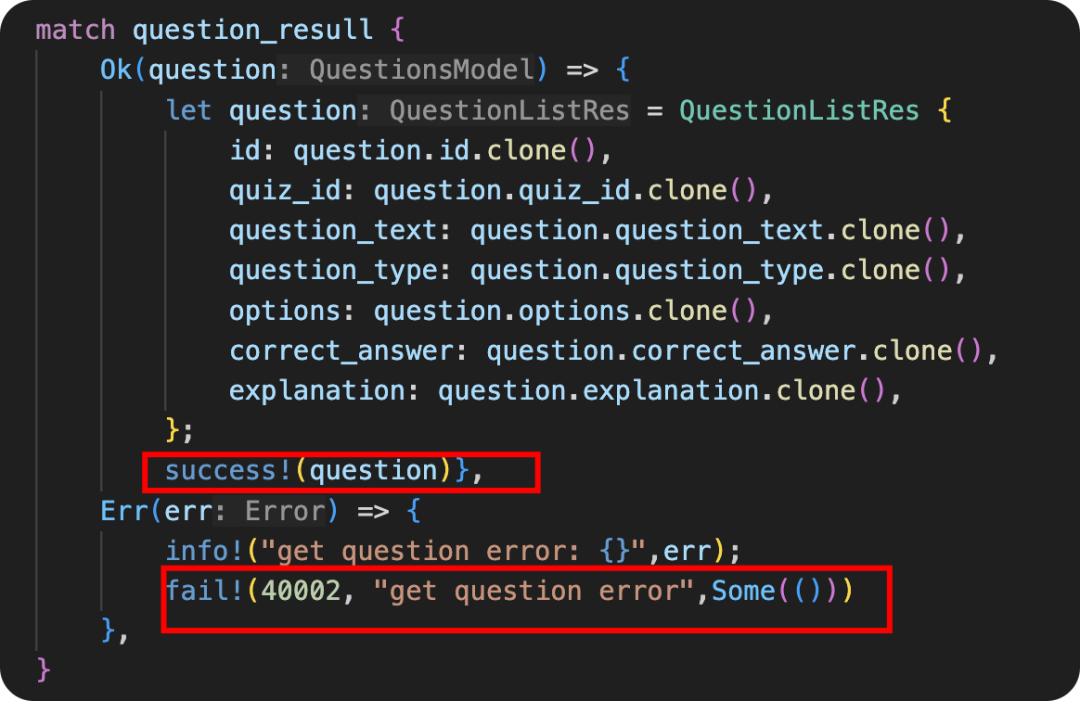 match question_resull {
Ok(question: QuestionsModel) => {
let question: QuestionListRes = QuestionListRes {
id: question.id.clone(),
quiz_id: question.quiz_id.clone(),
question_text: question.question_text.clone(),
question_type: question.question_type.clone(),
options: question.options.clone(),
correct_answer: question.correct_answer.clone(),
explanation: question.explanation.clone(),
};
success!(question)},
Err(err: Error) => {
info!("get question error: {}",err);
fail!(40002, "get question error",Some(()))
},
}